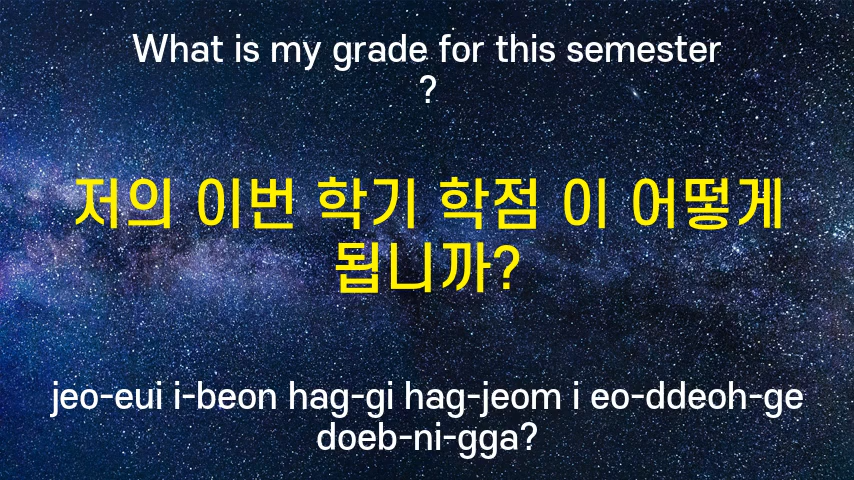 What is my grade for this semester
?
저의 이번 학기 학점 이 어떻게
됩니까?
jeo-eui i-beon hag-gi hag-jeom i eo-ddeoh-ge
doeb-ni-gga?